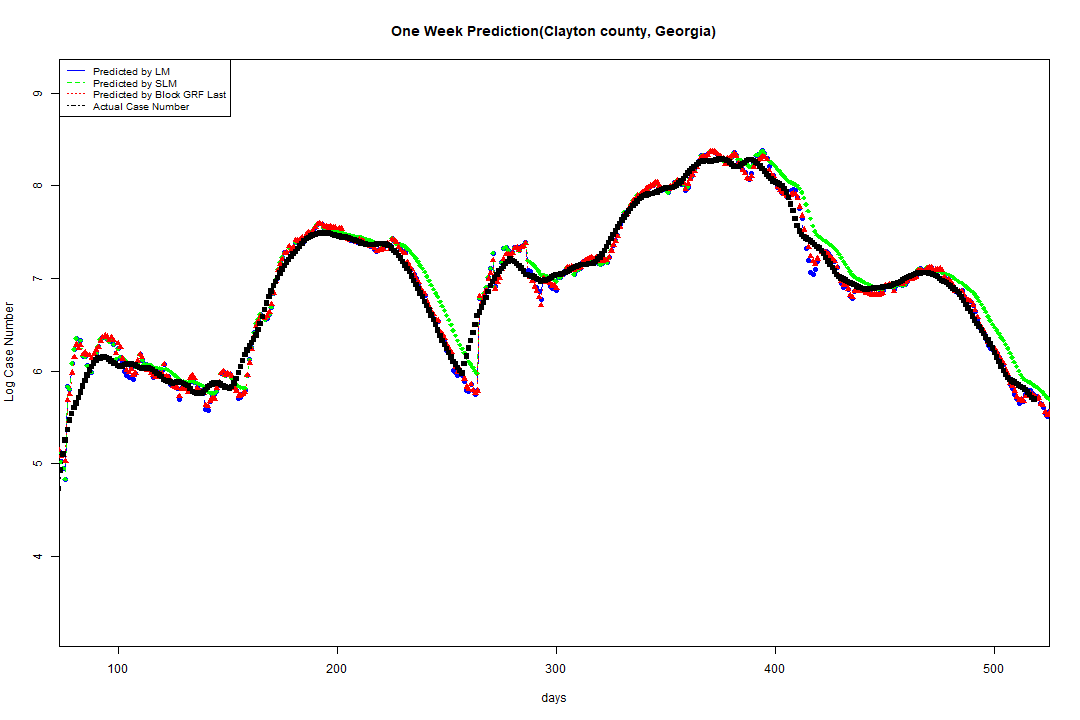 One Week Prediction(Clayton county, Georgia)
Predicted by LM
Predicted by SLM
Predicted by Block GRF Last
Actual Case Number
9
8
7
6
5
4
Log Case Number
100 200 300 400 500
days